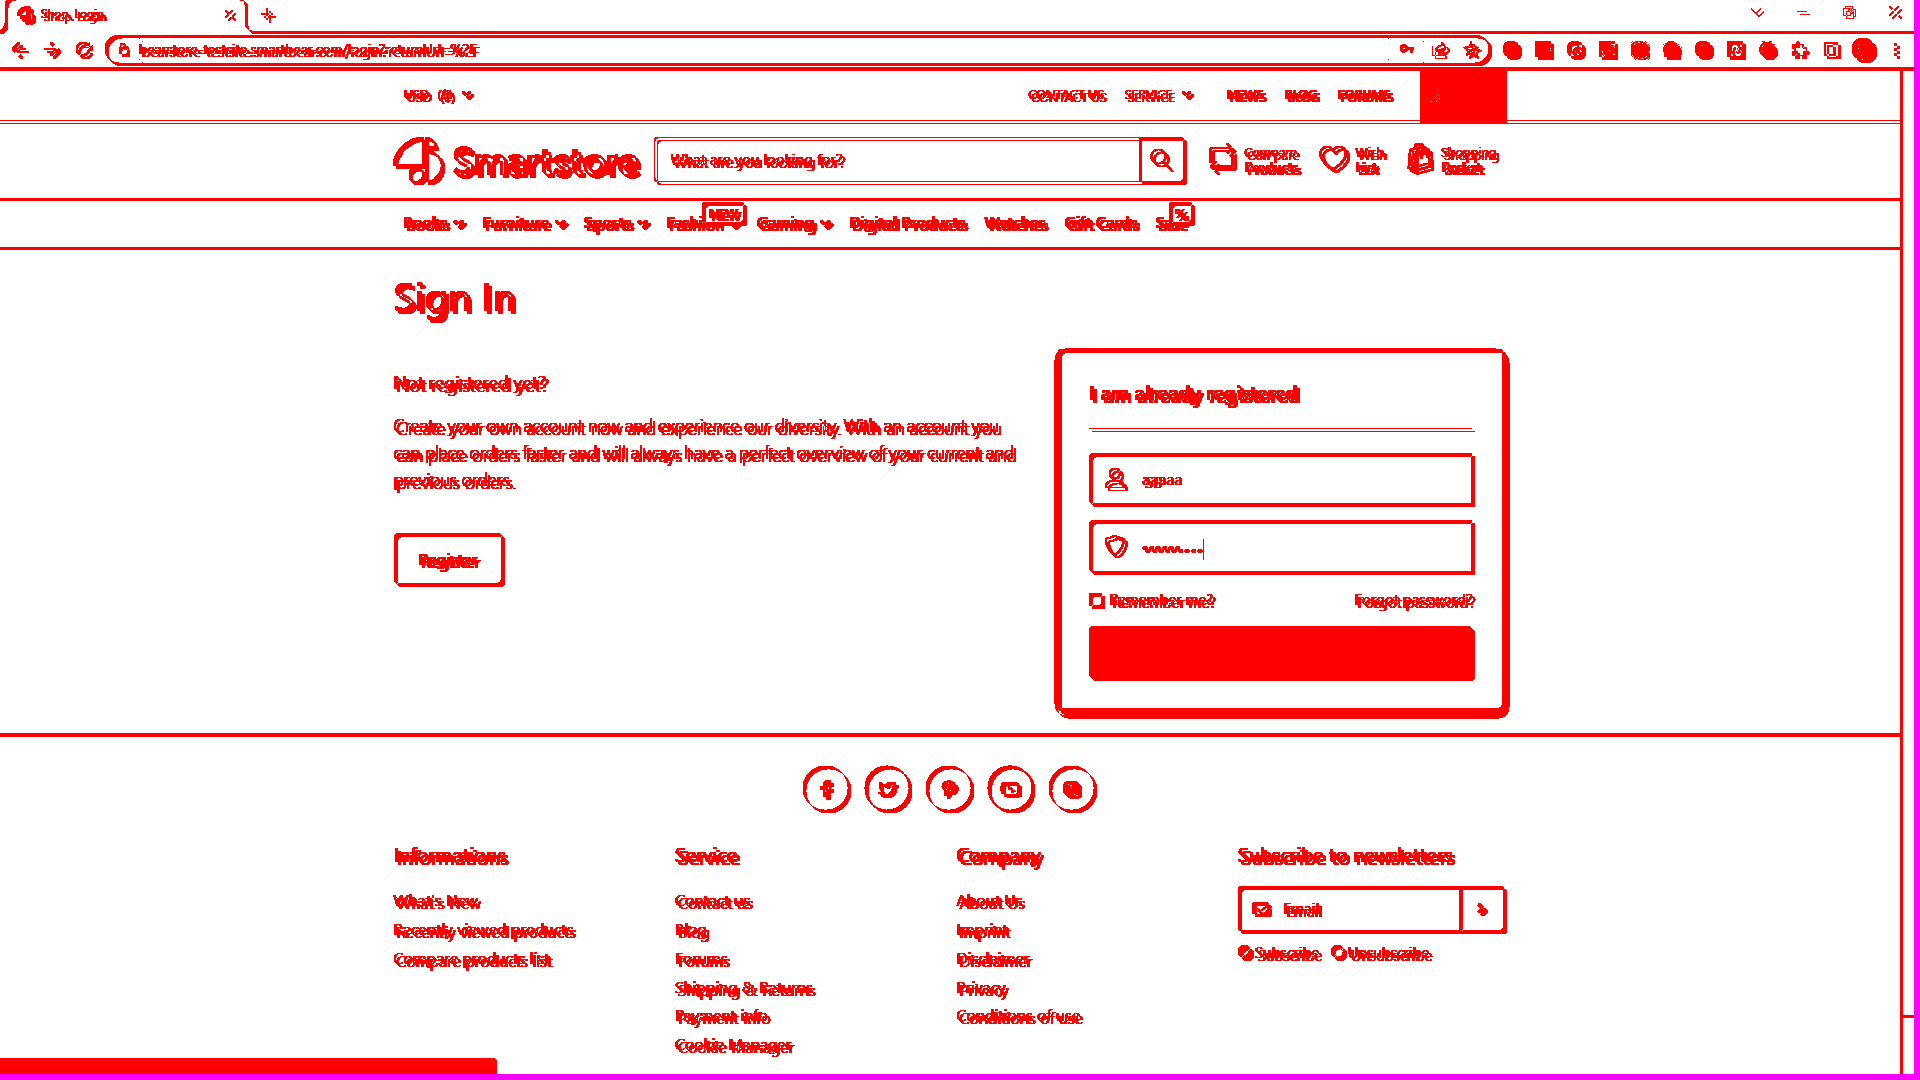 Shop. Login
bearstore-testsite.smartbear.com/login?returnUrl=%2F
USD ($)
CONTACT US SERVICE NEWS BLOG FORUMS
Smartstore
What are you looking for?
Compare Products
Wish List
Shopping Basket
Books Furniture Sports Fashion NEW Gaming Digital Products Watches Gift Cards Sale %
Sign In
Not registered yet?
Create your own account now and experience our diversity. With an account you
can place orders faster and will always have a perfect overview of your current and
previous orders.
Register
I am already registered
Remember me? Forgot password?
Informations
What's New
Recently viewed products
Compare products list
Service
Contact us
Blog
Forums
Shipping & Returns
Payment info
Cookie Manager
Company
About Us
Imprint
Disclaimer
Privacy
Conditions of use
Subscribe to newsletters
Email
Subscribe Unsubscribe